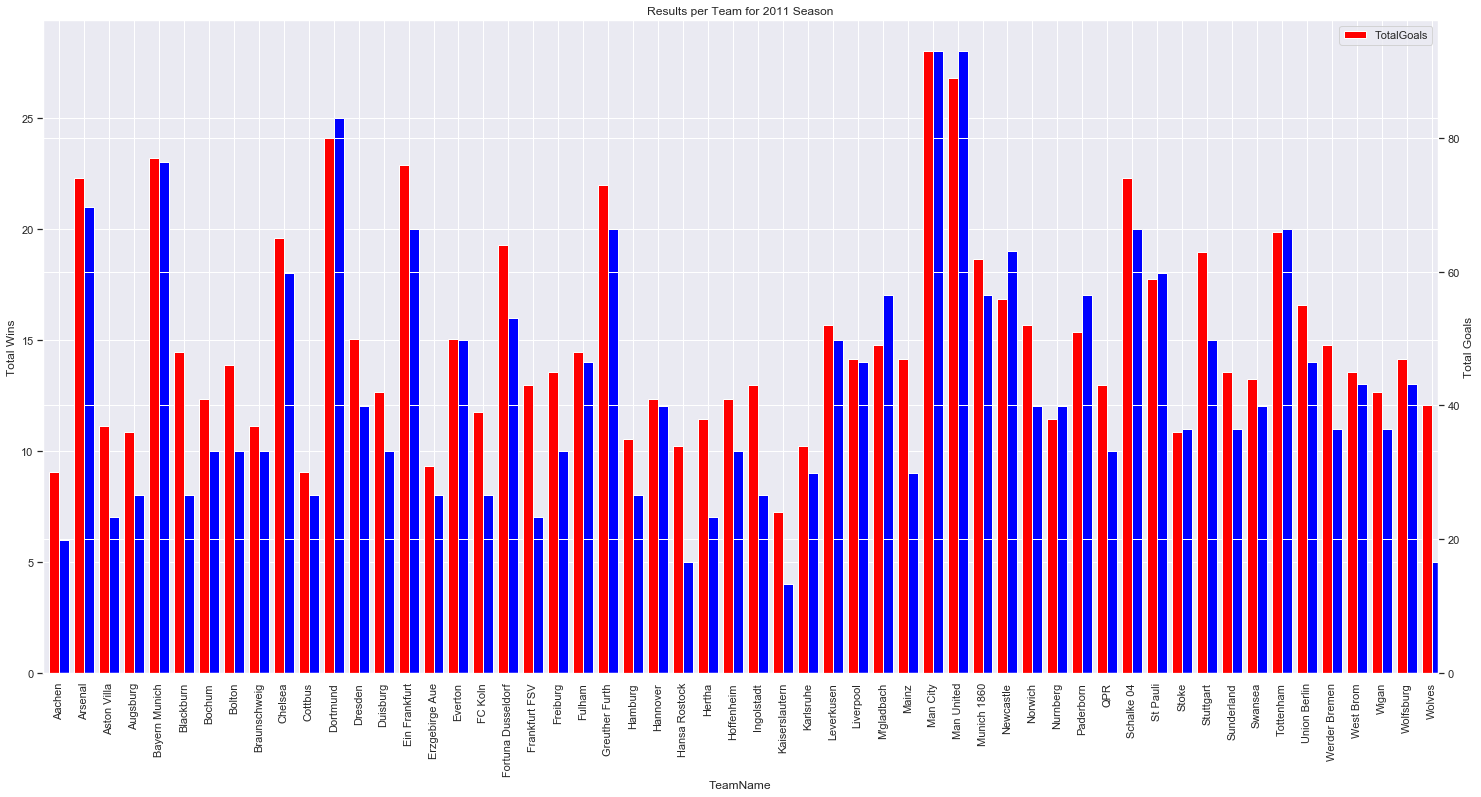 Results per Team for 2011 Season
TotalGoals
Total Wins
25
20
15
10
5
0
80
60
40
20
0
Total Goals
Aachen
Arsenal
Aston Villa
Augsburg
Bayern Munich
Blackburn
Bochum
Bolton
Braunschweig
Chelsea
Cottbus
Dortmund
Dresden
Duisburg
Ein Frankfurt
Erzgebirge Aue
Everton
FC Koln
Fortuna Dusseldorf
Frankfurt FSV
Freiburg
Fulham
Greuther Furth
Hamburg
Hannover
Hansa Rostock
Hertha
Hoffenheim
Ingolstadt
Kaiserslautern
Karlsruhe
Leverkusen
Liverpool
M'gladbach
Mainz
Man City
Man United
Munich 1860
Newcastle
Norwich
Nurnberg
Paderborn
QPR
Schalke 04
St Pauli
Stoke
Stuttgart
Sunderland
Swansea
Tottenham
Union Berlin
Werder Bremen
West Brom
Wigan
Wolfsburg
Wolves
TeamName